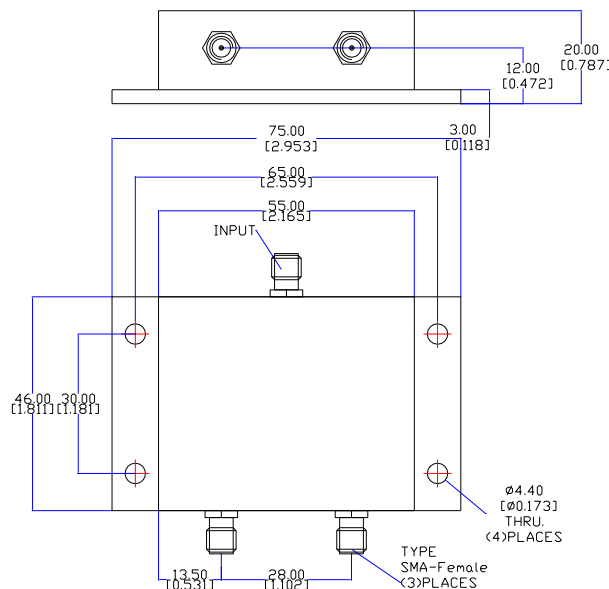 20.00
[0.787]
12.00
[0.472]
3.00
[0.118]
75.00
[2.953]
65.00
[2.559]
55.00
[2.165]
INPUT
46.00
[1.811]
30.00
[1.181]
Ø4.40
[Ø0.173]
THRU.
(4)PLACES
TYPE
SMA-Female
(3)PLACES
13.50
[0.531]
28.00
[1.102]